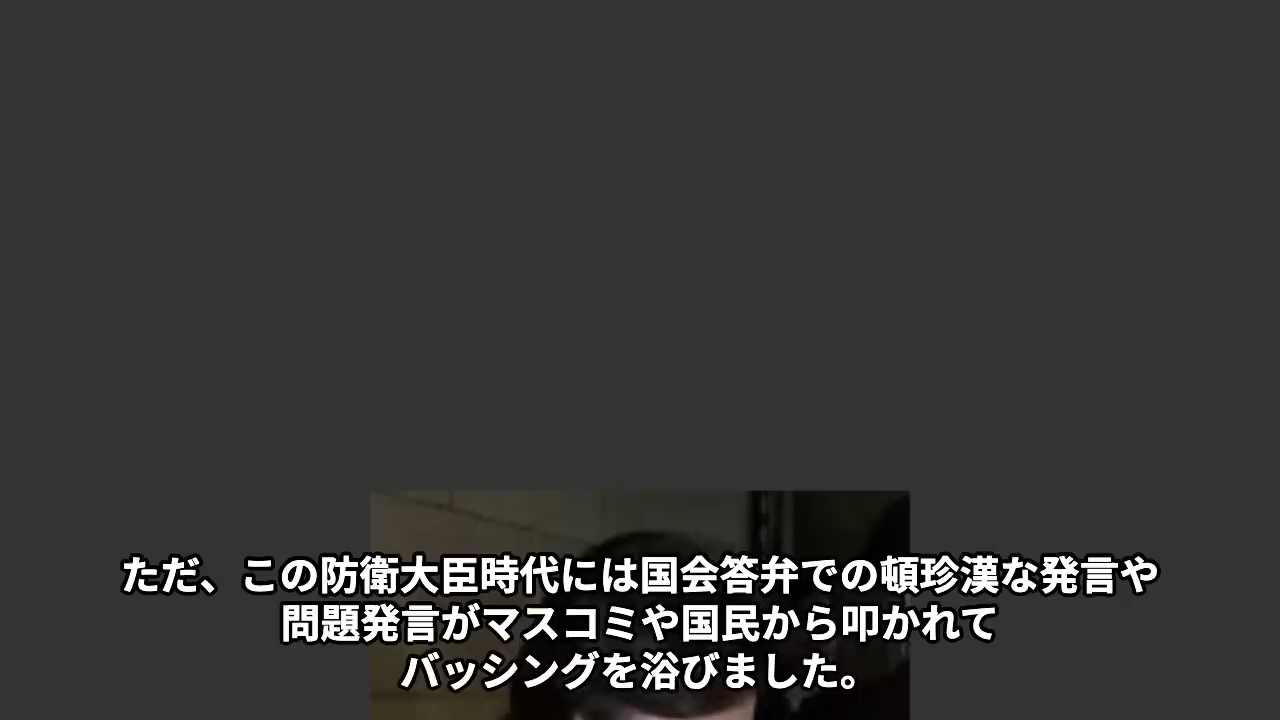 ただ、この防衛大臣時代には国会答弁での頓珍漢な発言や
問題発言がマスコミや国民から叩かれて
バッシングを浴びました。